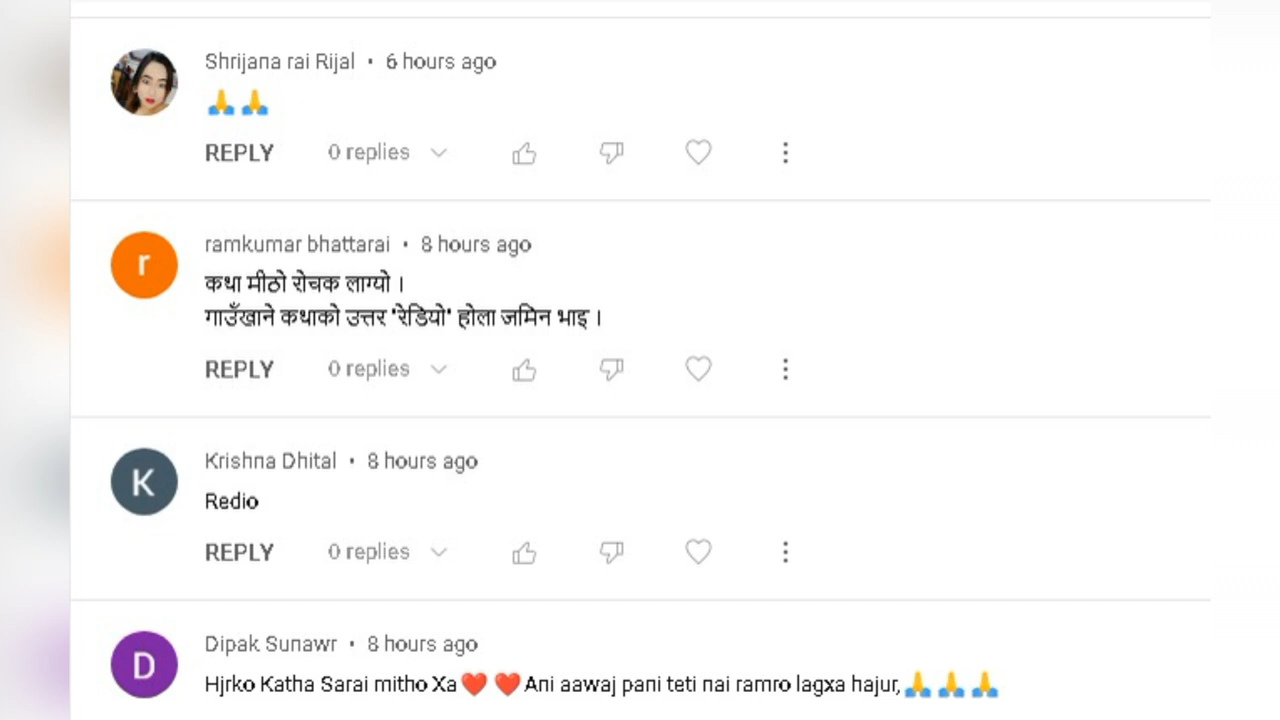 Shrijana rai Rijal • 6 hours ago
🙏🙏
REPLY 0 replies
r
ramkumar bhattarai • 8 hours ago
कथा मीठो रोचक लाग्यो ।
गाउँखाने कथाको उत्तर 'रेडियो' होला जमिन भाइ ।
REPLY 0 replies
K
Krishna Dhital • 8 hours ago
Redio
REPLY 0 replies
D
Dipak Sunawr • 8 hours ago
Hjrko Katha Sarai mitho Xa❤️ ❤️Ani aawaj pani teti nai ramro lagxa hajur,🙏🙏🙏